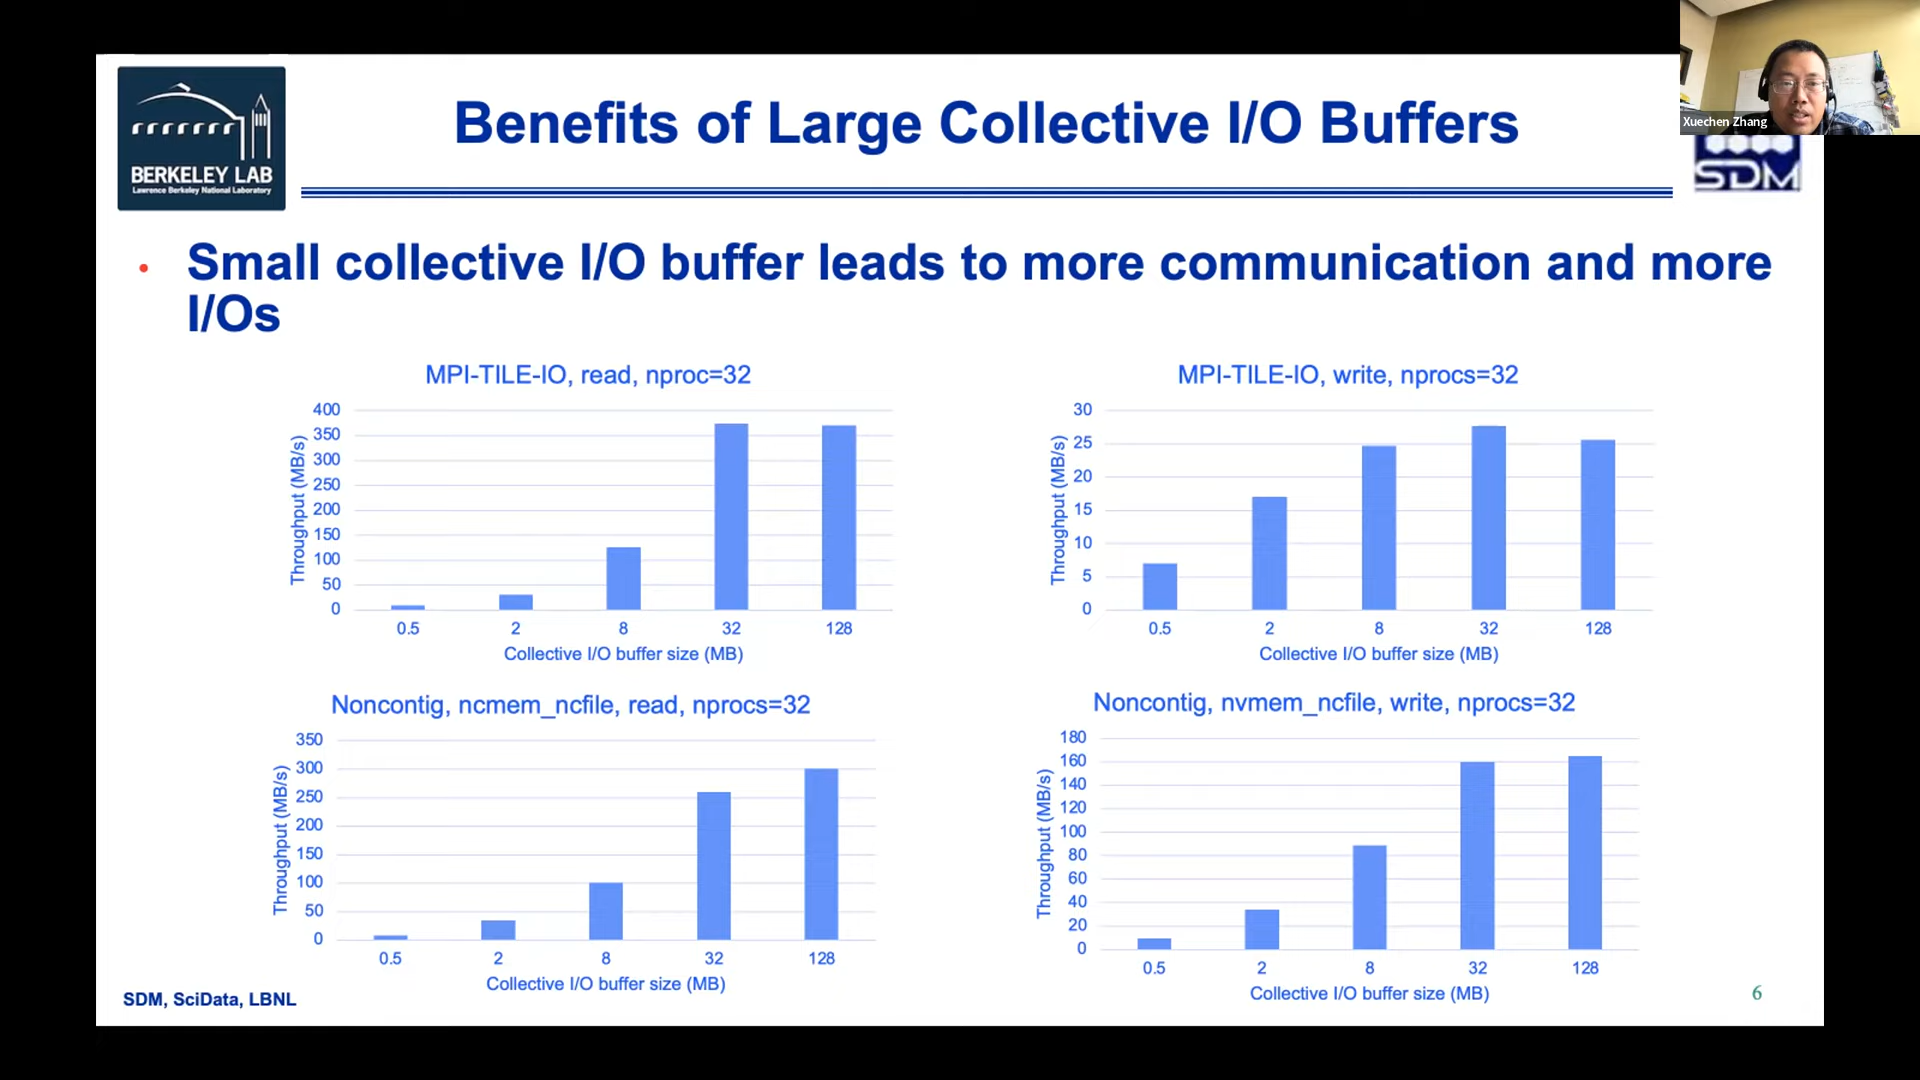 Xuechen Zhang
BERKELEY LAB
Lawrence Berkeley National Laboratory
Benefits of Large Collective I/O Buffers
SDM
• Small collective I/O buffer leads to more communication and more
I/Os
MPI-TILE-IO, read, nproc=32
Throughput (MB/s)
400
350
300
250
200
150
100
50
0
0.5 2 8 32 128
Collective I/O buffer size (MB)
MPI-TILE-IO, write, nprocs=32
Throughput (MB/s)
30
25
20
15
10
5
0
0.5 2 8 32 128
Collective I/O buffer size (MB)
Noncontig, ncmem_ncfile, read, nprocs=32
Throughput (MB/s)
350
300
250
200
150
100
50
0
0.5 2 8 32 128
Collective I/O buffer size (MB)
Noncontig, nvmem_ncfile, write, nprocs=32
Throughput (MB/s)
180
160
140
120
100
80
60
40
20
0
0.5 2 8 32 128
Collective I/O buffer size (MB)
SDM, SciData, LBNL
6